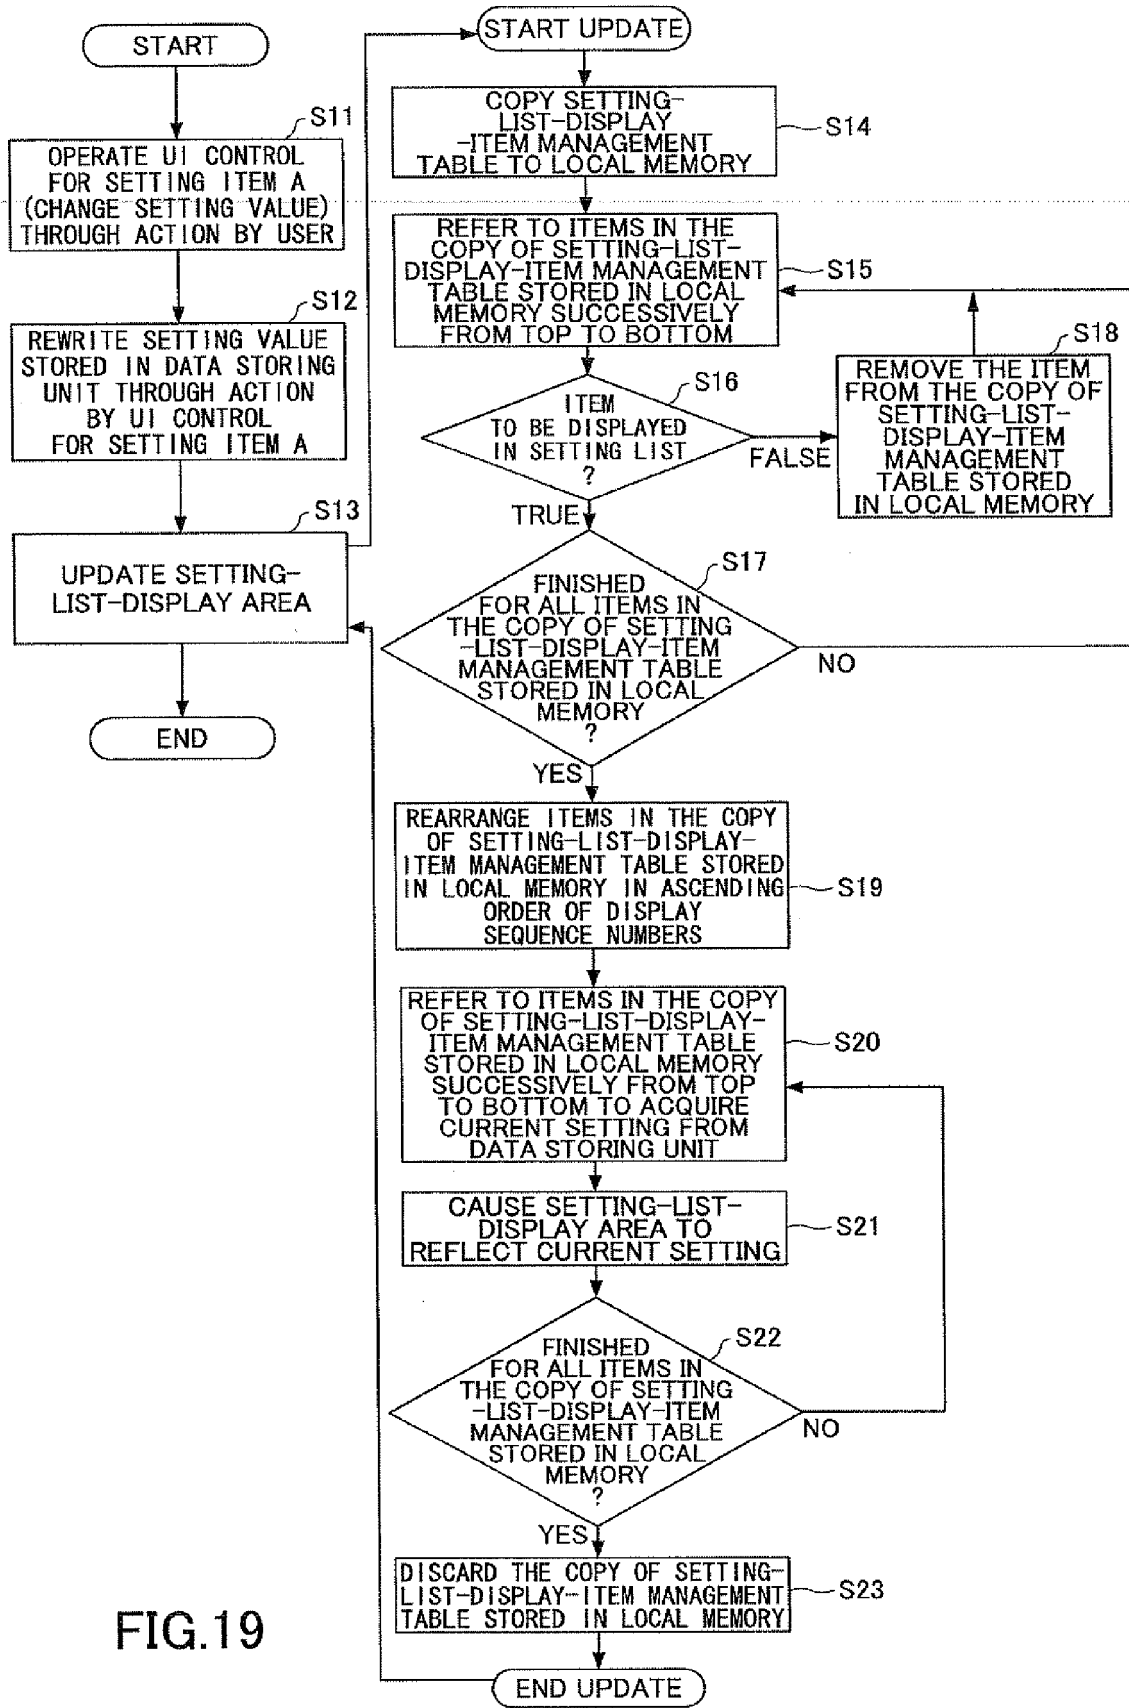 START
S11
OPERATE UI CONTROL
FOR SETTING ITEM A
(CHANGE SETTING VALUE)
THROUGH ACTION BY USER
S12
REWRITE SETTING VALUE
STORED IN DATA STORING
UNIT THROUGH ACTION
BY UI CONTROL
FOR SETTING ITEM A
S13
UPDATE SETTING-
LIST-DISPLAY AREA
END
START UPDATE
COPY SETTING-
LIST-DISPLAY
-ITEM MANAGEMENT
TABLE TO LOCAL MEMORY
S14
REFER TO ITEMS IN THE
COPY OF SETTING-LIST-
DISPLAY-ITEM MANAGEMENT
TABLE STORED IN LOCAL
MEMORY SUCCESSIVELY
FROM TOP TO BOTTOM
S15
S16
ITEM
TO BE DISPLAYED
IN SETTING LIST
?
FALSE
TRUE
S18
REMOVE THE ITEM
FROM THE COPY OF
SETTING-LIST-
DISPLAY-ITEM
MANAGEMENT
TABLE STORED
IN LOCAL MEMORY
S17
FINISHED
FOR ALL ITEMS IN
THE COPY OF SETTING
-LIST-DISPLAY-ITEM
MANAGEMENT TABLE
STORED IN LOCAL
MEMORY
?
NO
YES
REARRANGE ITEMS IN THE COPY
OF SETTING-LIST-DISPLAY-
ITEM MANAGEMENT TABLE STORED
IN LOCAL MEMORY IN ASCENDING
ORDER OF DISPLAY
SEQUENCE NUMBERS
S19
REFER TO ITEMS IN THE COPY
OF SETTING-LIST-DISPLAY-
ITEM MANAGEMENT TABLE
STORED IN LOCAL MEMORY
SUCCESSIVELY FROM TOP
TO BOTTOM TO ACQUIRE
CURRENT SETTING FROM
DATA STORING UNIT
S20
CAUSE SETTING-LIST-
DISPLAY AREA TO
REFLECT CURRENT SETTING
S21
S22
FINISHED
FOR ALL ITEMS IN
THE COPY OF SETTING
-LIST-DISPLAY-ITEM
MANAGEMENT TABLE
STORED IN LOCAL
MEMORY
?
NO
YES
DISCARD THE COPY OF SETTING-
LIST-DISPLAY-ITEM MANAGEMENT
TABLE STORED IN LOCAL MEMORY
S23
END UPDATE
FIG.19